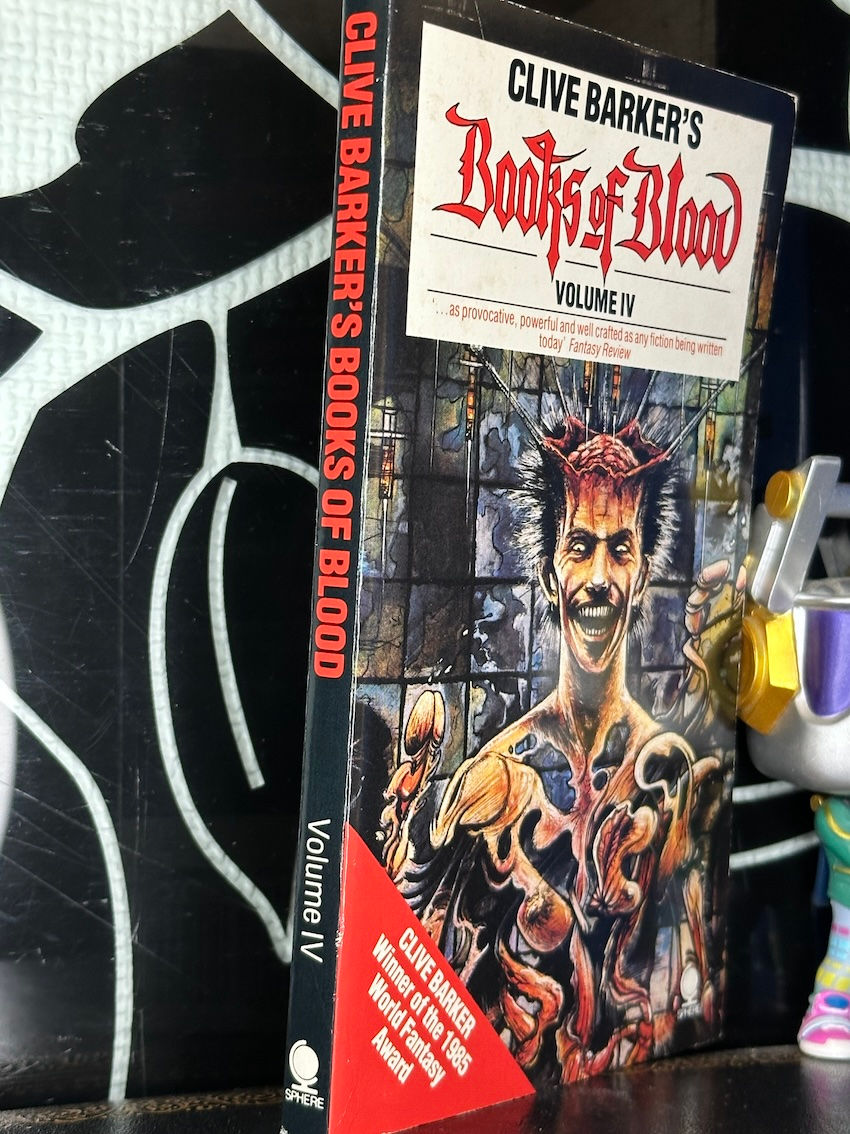 CLIVE BARKER'S BOOKS OF BLOOD
Volume IV
SPHERE
CLIVE BARKER'S
Books of Blood
VOLUME IV
...as provocative, powerful and well crafted as any fiction being written
today' Fantasy Review
CLIVE BARKER
Winner of the 1985
World Fantasy
Award
SPHERE